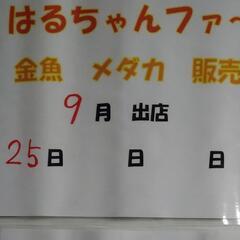 はるちゃんファ～
金魚 メダカ 販売
9月 出店
25日 日 日